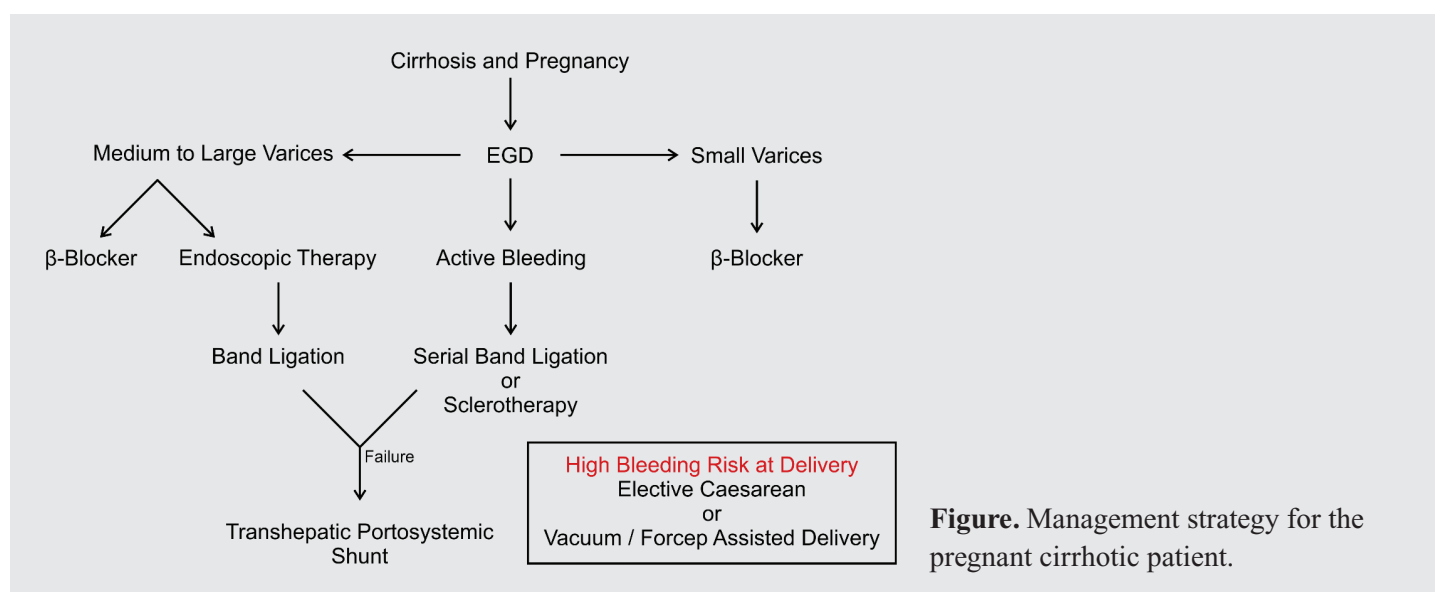 Cirrhosis and Pregnancy
Medium to Large Varices
EGD
Small Varices
β-Blocker
Endoscopic Therapy
Active Bleeding
β-Blocker
Band Ligation
Serial Band Ligation
or
Sclerotherapy
Failure
Transhepatic Portosystemic
Shunt
High Bleeding Risk at Delivery
Elective Caesarean
or
Vacuum / Forcep Assisted Delivery
Figure. Management strategy for the
pregnant cirrhotic patient.